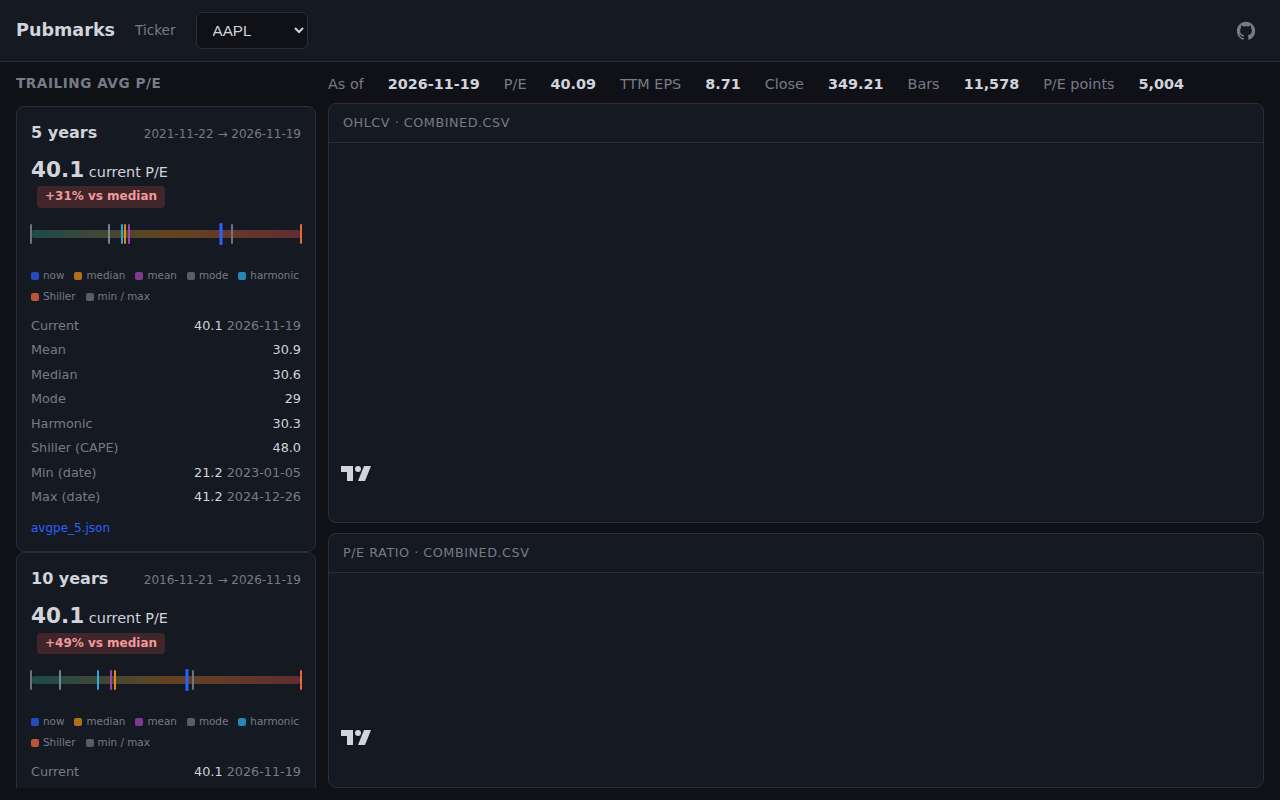 Pubmarks Ticker AAPL
TRAILING AVG P/E
As of 2026-11-19 P/E 40.09 TTM EPS 8.71 Close 349.21 Bars 11,578 P/E points 5,004
5 years 2021-11-22 → 2026-11-19
40.1 current P/E
+31% vs median
now median mean mode harmonic
Shiller min / max
Current 40.1 2026-11-19
Mean 30.9
Median 30.6
Mode 29
Harmonic 30.3
Shiller (CAPE) 48.0
Min (date) 21.2 2023-01-05
Max (date) 41.2 2024-12-26
avgpe_5.json
10 years 2016-11-21 → 2026-11-19
40.1 current P/E
+49% vs median
now median mean mode harmonic
Shiller min / max
Current 40.1 2026-11-19
OHLCV · COMBINED.CSV
P/E RATIO · COMBINED.CSV